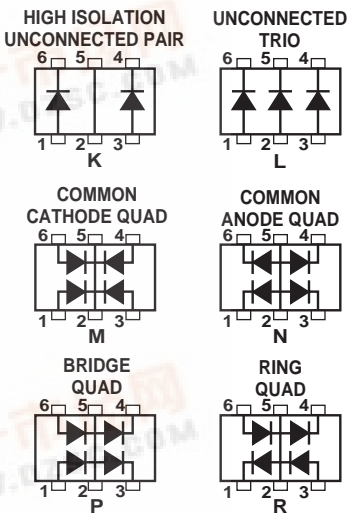 HIGH ISOLATION
UNCONNECTED PAIR
6 5 4
1 2 3
K
UNCONNECTED
TRIO
6 5 4
1 2 3
L
COMMON
CATHODE QUAD
6 5 4
1 2 3
M
COMMON
ANODE QUAD
6 5 4
1 2 3
N
BRIDGE
QUAD
6 5 4
1 2 3
P
RING
QUAD
6 5 4
1 2 3
R